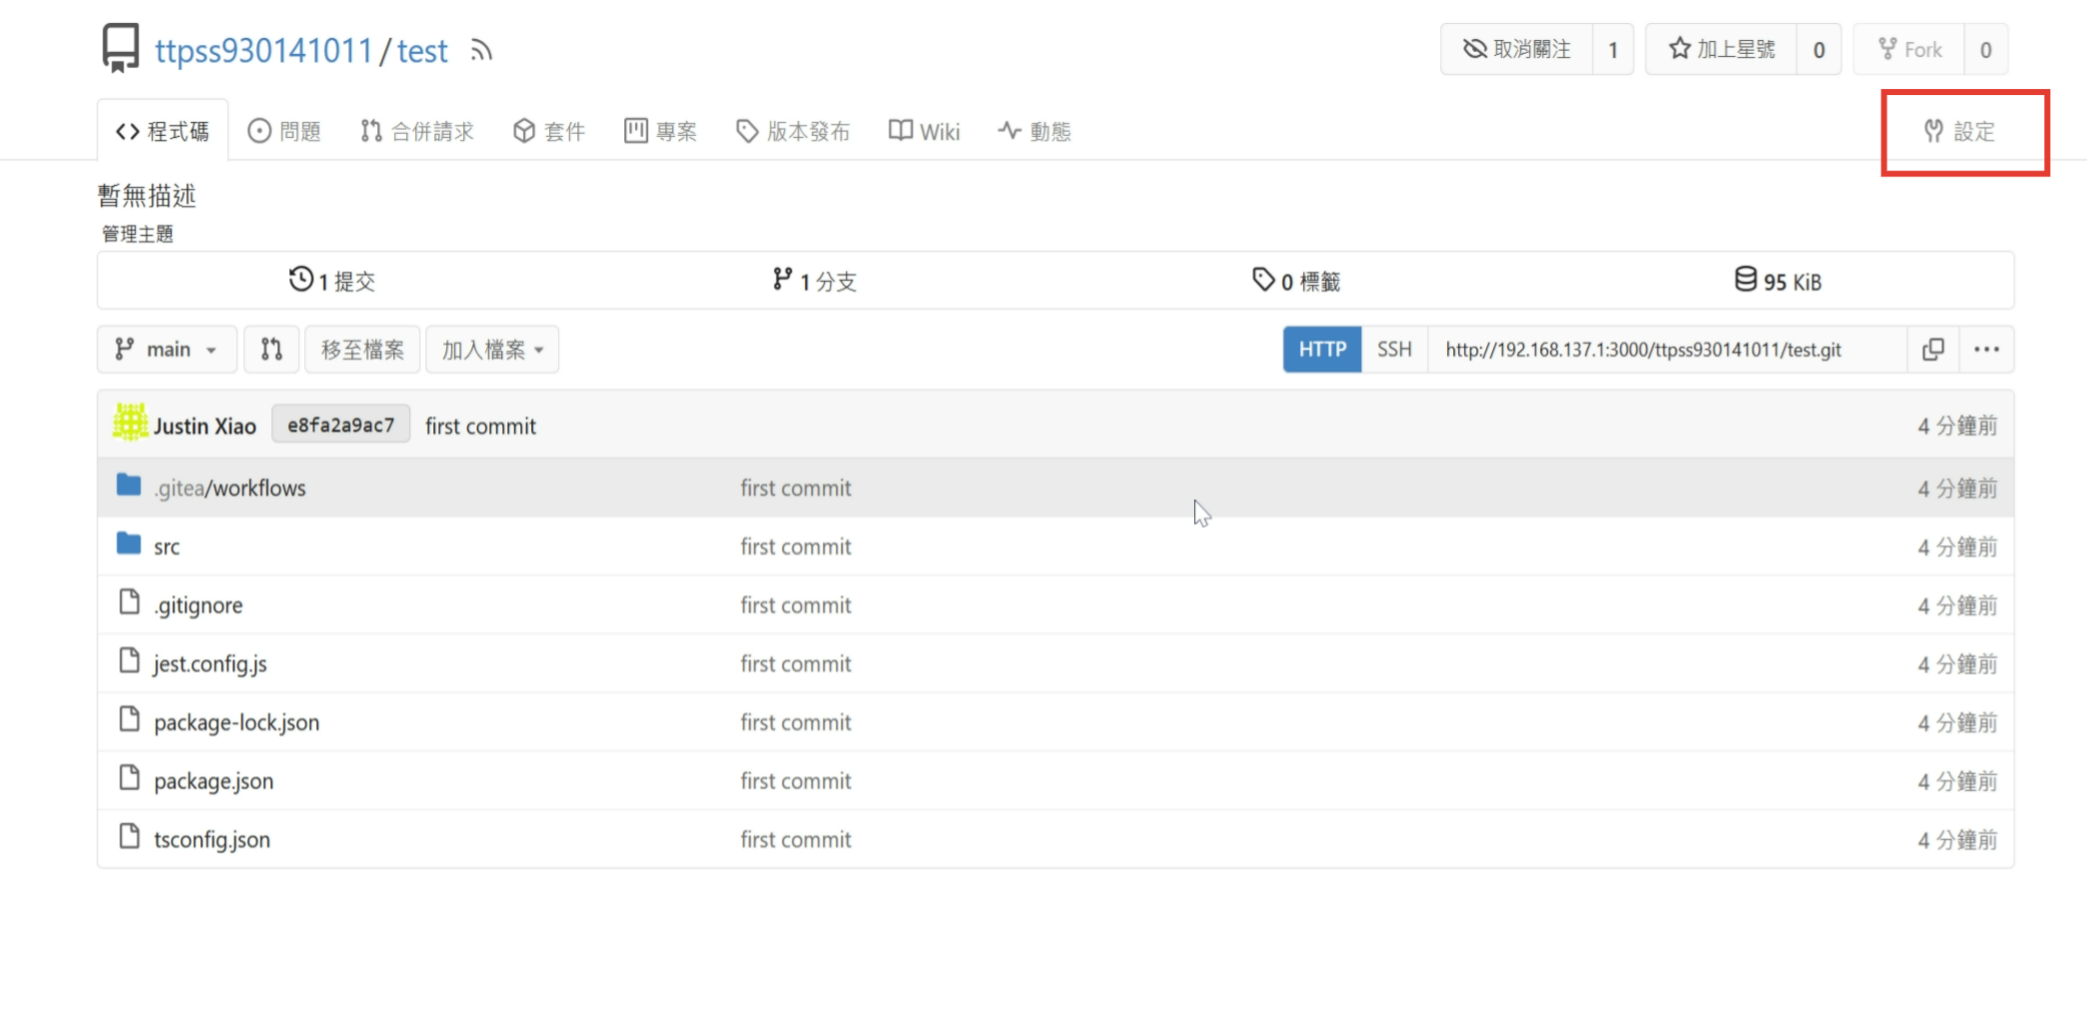 ttpss930141011 / test
取消關注 1 加上星號 0 Fork 0
程式碼 問題 合併請求 套件 專案 版本發布 Wiki 動態 設定
暫無描述
管理主題
1 提交 1 分支 0 標籤 95 KiB
main 移至檔案 加入檔案 HTTP SSH http://192.168.137.1:3000/ttpss930141011/test.git
Justin Xiao e8fa2a9ac7 first commit 4 分鐘前
.gitea/workflows first commit 4 分鐘前
src first commit 4 分鐘前
.gitignore first commit 4 分鐘前
jest.config.js first commit 4 分鐘前
package-lock.json first commit 4 分鐘前
package.json first commit 4 分鐘前
tsconfig.json first commit 4 分鐘前